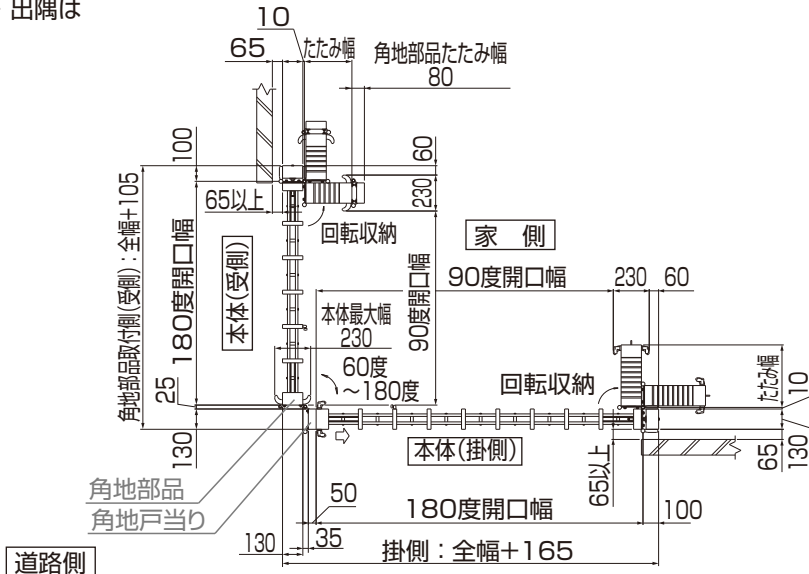 出隅は
10
65
たたみ幅
角地部品たたみ幅
80
100
60
65以上
230
回転収納
家 側
角地部品取付側(受側)：全幅+105
180度開口幅
本体(受側)
90度開口幅
90度開口幅
230
60
本体最大幅
230
60度
～180度
回転収納
たたみ幅
10
25
130
本体(掛側)
65以上
65
130
角地部品
角地戸当り
50
180度開口幅
100
130
35
掛側：全幅+165
道路側